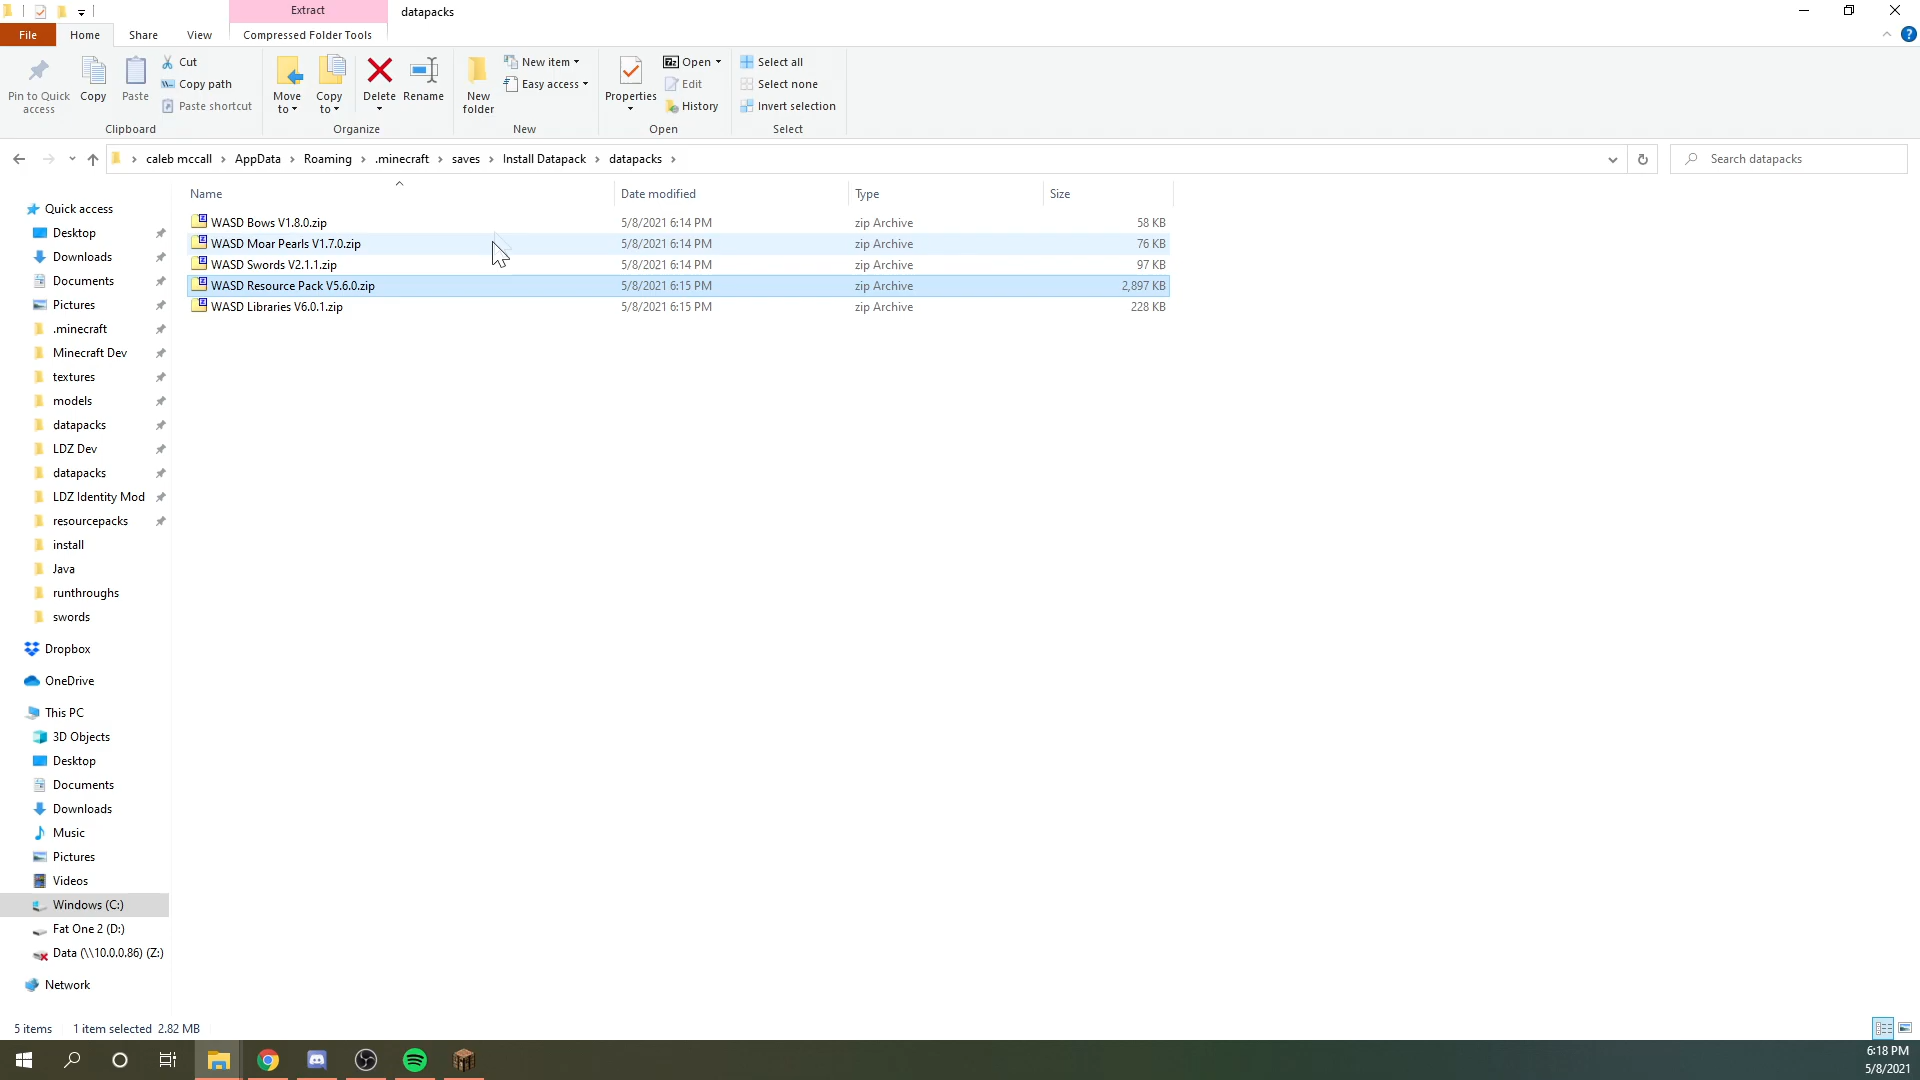 Extract
datapacks
File
Home
Share
View
Compressed Folder Tools
Pin to Quick access
Copy
Paste
Cut
Copy path
Paste shortcut
Clipboard
Move to
Copy to
Delete
Rename
Organize
New folder
New item
Easy access
New
Properties
Open
Edit
History
Open
Select all
Select none
Invert selection
Select
caleb mccall > AppData > Roaming > .minecraft > saves > Install Datapack > datapacks >
Search datapacks
Name Date modified Type Size
WASD Bows V1.8.0.zip 5/8/2021 6:14 PM zip Archive 58 KB
WASD Moar Pearls V1.7.0.zip 5/8/2021 6:14 PM zip Archive 76 KB
WASD Swords V2.1.1.zip 5/8/2021 6:14 PM zip Archive 97 KB
WASD Resource Pack V5.6.0.zip 5/8/2021 6:15 PM zip Archive 2,897 KB
WASD Libraries V6.0.1.zip 5/8/2021 6:15 PM zip Archive 228 KB
Quick access
Desktop
Downloads
Documents
Pictures
.minecraft
Minecraft Dev
textures
models
datapacks
LDZ Dev
datapacks
LDZ Identity Mod
resourcepacks
install
Java
runthroughs
swords
Dropbox
OneDrive
This PC
3D Objects
Desktop
Documents
Downloads
Music
Pictures
Videos
Windows (C:)
Fat One 2 (D:)
Data (\\10.0.0.86) (Z:)
Network
5 items 1 item selected 2.82 MB
6:18 PM
5/8/2021